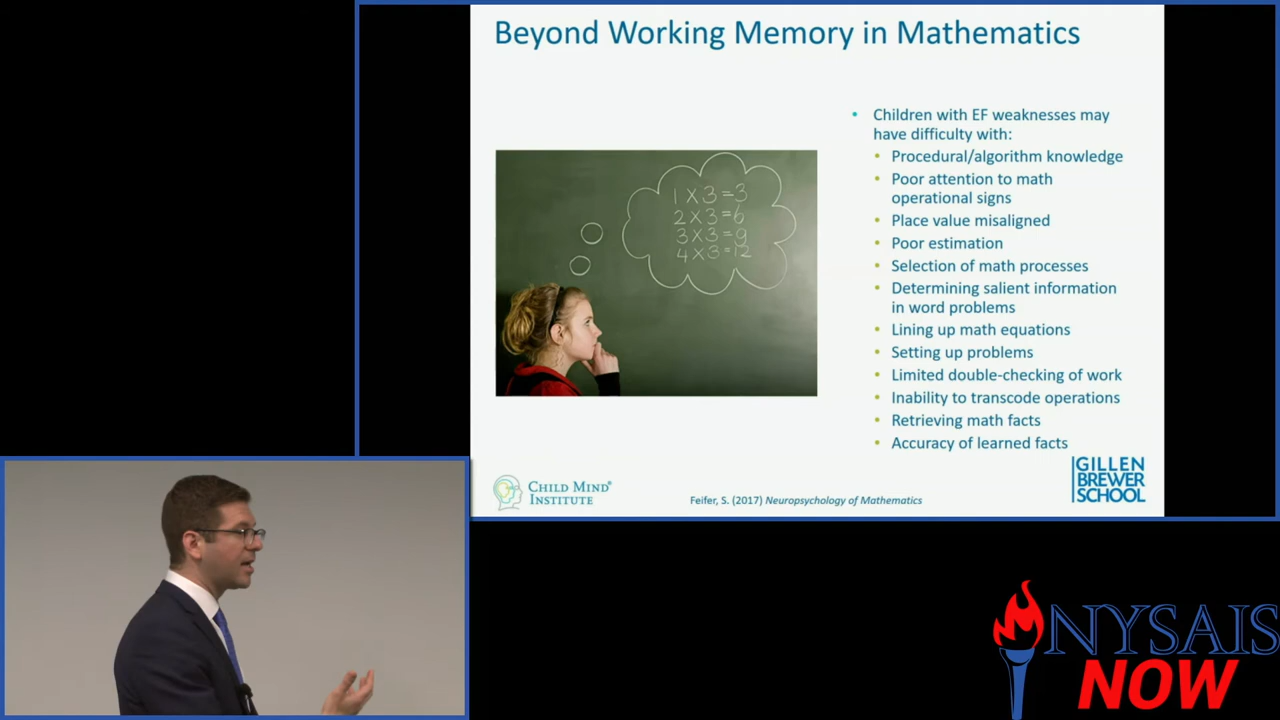 Beyond Working Memory in Mathematics
1 X 3 = 3
2 X 3 = 6
3 X 3 = 9
4 X 3 = 12
• Children with EF weaknesses may
have difficulty with:
• Procedural/algorithm knowledge
• Poor attention to math
operational signs
• Place value misaligned
• Poor estimation
• Selection of math processes
• Determining salient information
in word problems
• Lining up math equations
• Setting up problems
• Limited double-checking of work
• Inability to transcode operations
• Retrieving math facts
• Accuracy of learned facts
CHILD MIND®
INSTITUTE
Feifer, S. (2017) Neuropsychology of Mathematics
GILLEN
BREWER
SCHOOL
NYSAIS
NOW